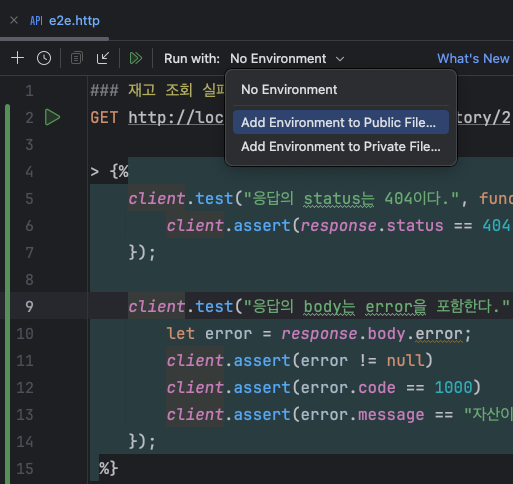 API e2e.http
Run with: No Environment What's New
No Environment
Add Environment to Public File...
Add Environment to Private File...
1 ### 재고 조회 실패
2 GET http://loc tory/2
3
4 > {%
5 client.test("응답의 status는 404이다.", func
6 client.assert(response.status == 404
7 });
8
9 client.test("응답의 body는 error을 포함한다."
10 let error = response.body.error;
11 client.assert(error != null)
12 client.assert(error.code == 1000)
13 client.assert(error.message == "자산이
14 });
15 %}